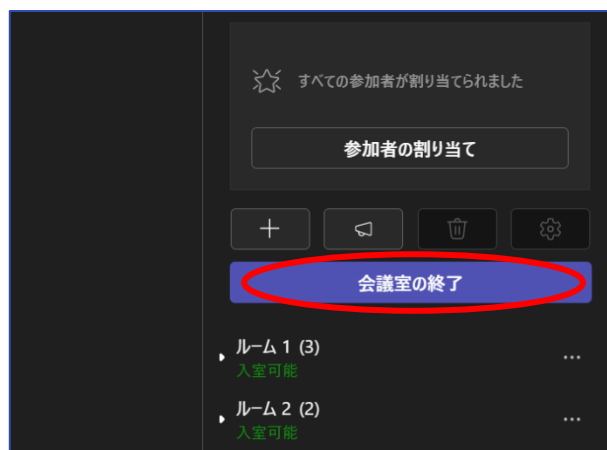 すべての参加者が割り当てられました
参加者の割り当て
会議室の終了
ルーム 1 (3)
入室可能
ルーム 2 (2)
入室可能